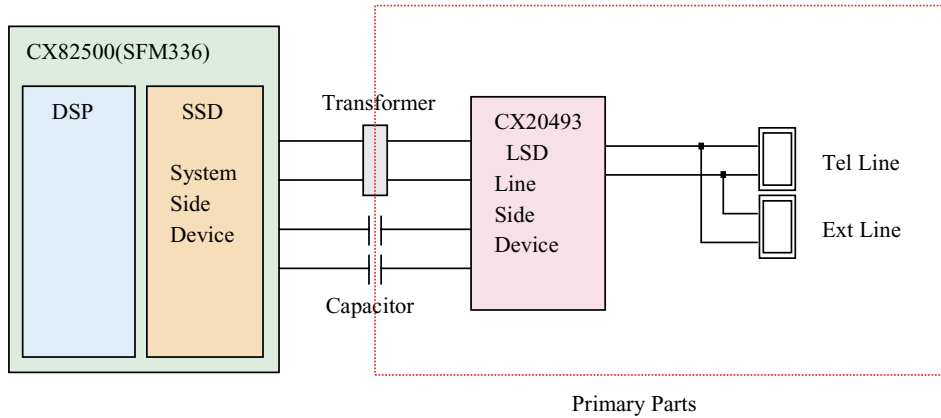 CX82500(SFM336)
DSP
SSD
System
Side
Device
Transformer
Capacitor
CX20493
LSD
Line
Side
Device
Tel Line
Ext Line
Primary Parts